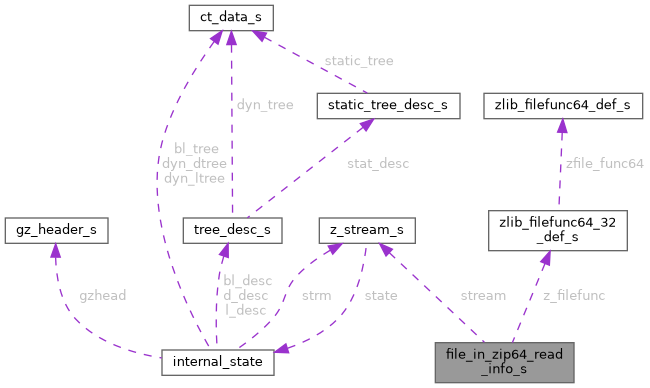 ct_data_s
static_tree
static_tree_desc_s
zlib_filefunc64_def_s
dyn_tree
bl_tree
dyn_dtree
dyn_ltree
stat_desc
zfile_func64
gz_header_s
tree_desc_s
z_stream_s
zlib_filefunc64_32
_def_s
gzhead
bl_desc
d_desc
l_desc
strm
state
stream
z_filefunc
internal_state
file_in_zip64_read
_info_s